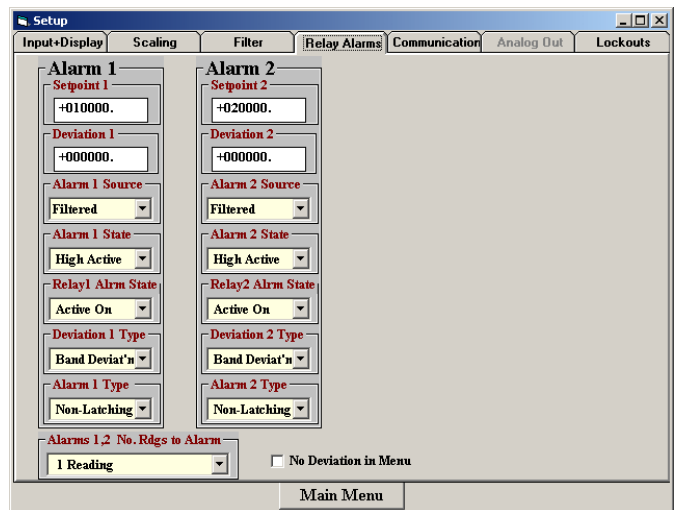 Setup
Input+Display Scaling Filter Relay Alarms Communication Analog Out Lockouts
Alarm 1 Alarm 2
Setpoint 1 Setpoint 2
+010000. +020000.
Deviation 1 Deviation 2
+000000. +000000.
Alarm 1 Source Alarm 2 Source
Filtered Filtered
Alarm 1 State Alarm 2 State
High Active High Active
Relay1 Alrm State Relay2 Alrm State
Active On Active On
Deviation 1 Type Deviation 2 Type
Band Deviat'n Band Deviat'n
Alarm 1 Type Alarm 2 Type
Non-Latching Non-Latching
Alarms 1,2 No. Rdgs to Alarm
1 Reading No Deviation in Menu
Main Menu